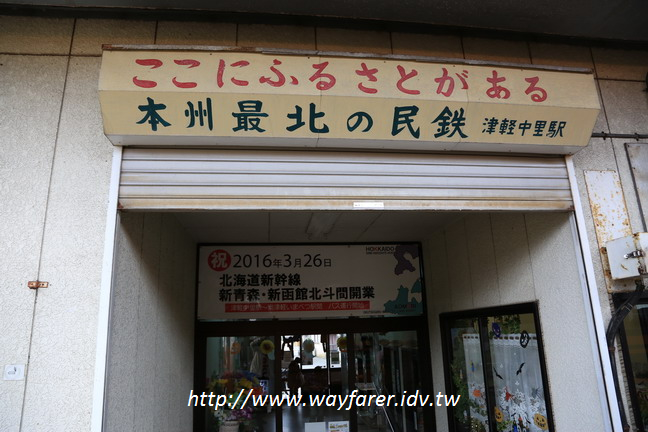 ここにふるさとがある
本州最北の民鉄 津軽中里駅
祝 2016年3月26日
HOKKAIDO
北海道新幹線
新青森・新函館北斗間開業
http://www.wayfarer.idv.tw